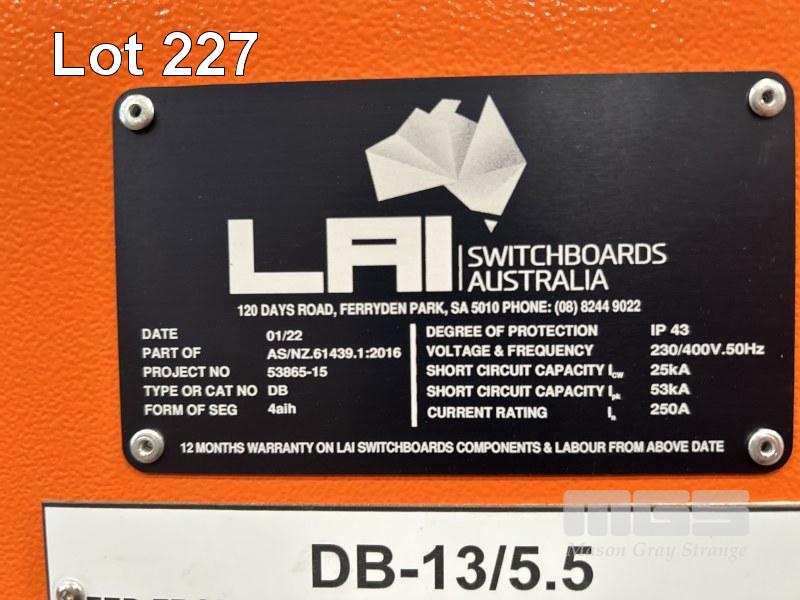 Lot 227
LAI SWITCHBOARDS
AUSTRALIA
120 DAYS ROAD, FERRYDEN PARK, SA 5010 PHONE: (08) 8244 9022
DATE 01/22
PART OF AS/NZ.61439.1:2016
PROJECT NO 53865-15
TYPE OR CAT NO DB
FORM OF SEG 4aih
DEGREE OF PROTECTION IP 43
VOLTAGE & FREQUENCY 230/400V.50Hz
SHORT CIRCUIT CAPACITY Icw 25kA
SHORT CIRCUIT CAPACITY Ipk 53kA
CURRENT RATING In 250A
12 MONTHS WARRANTY ON LAI SWITCHBOARDS COMPONENTS & LABOUR FROM ABOVE DATE
MGS
Mason Gray Strange
DB-13/5.5